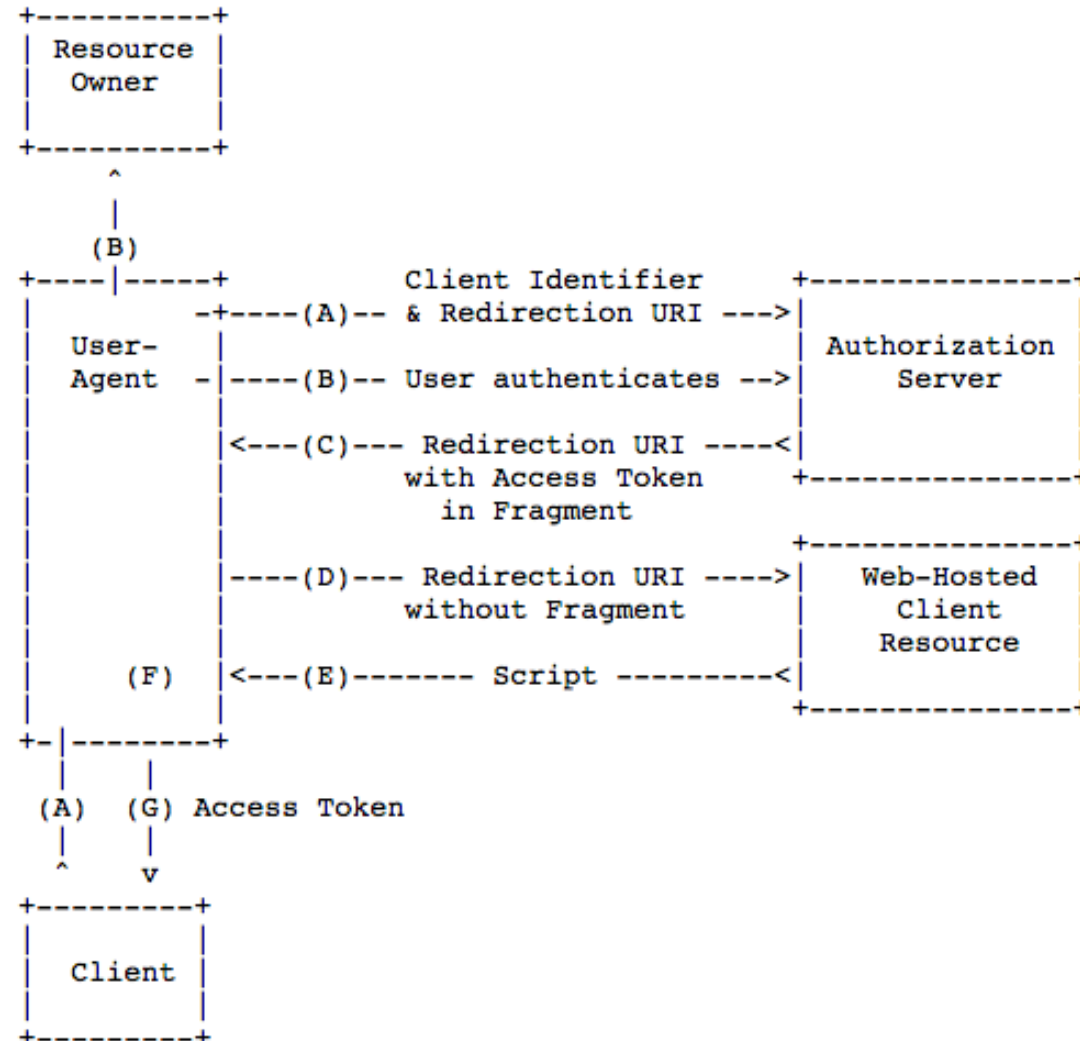 +----------+
| Resource |
|  Owner   |
|          |
+----------+
     ^
     |
    (B)
+----|-----+          Client Identifier     +---------------+
|         -+----(A)-- & Redirection URI --->|               |
|  User-   |                                | Authorization |
|  Agent  -|----(B)-- User authenticates -->|     Server    |
|          |                                |               |
|          |<---(C)--- Redirection URI ----<|               |
|          |          with Access Token     +---------------+
|          |            in Fragment
|          |                                +---------------+
|          |----(D)--- Redirection URI ---->|   Web-Hosted  |
|          |          without Fragment      |     Client    |
|          |                                |    Resource   |
|     (F)  |<---(E)------- Script ---------<|               |
|          |                                +---------------+
+-|--------+
  |    |
 (A)  (G) Access Token
  |    |
  ^    v
+---------+
|         |
|  Client |
|         |
+---------+